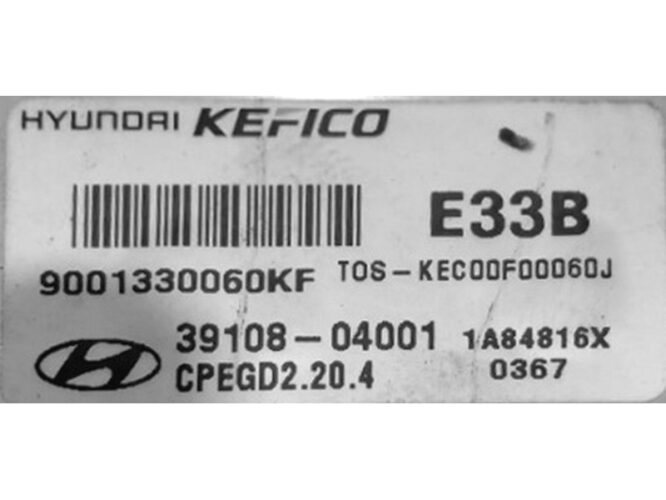 HYUNDAI KEFICO
E33B
9001330060KF TOS-KEC00F00060J
39108-04001 1A84816X
CPEGD2.20.4 0367